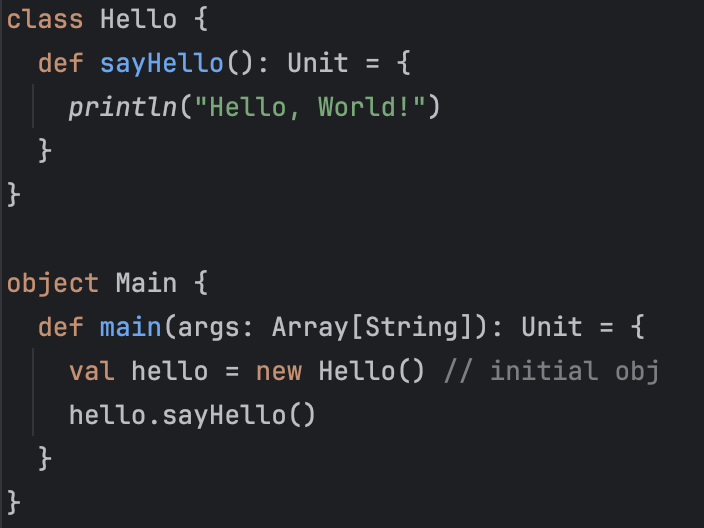 class Hello {
  def sayHello(): Unit = {
    println("Hello, World!")
  }
}

object Main {
  def main(args: Array[String]): Unit = {
    val hello = new Hello() // initial obj
    hello.sayHello()
  }
}